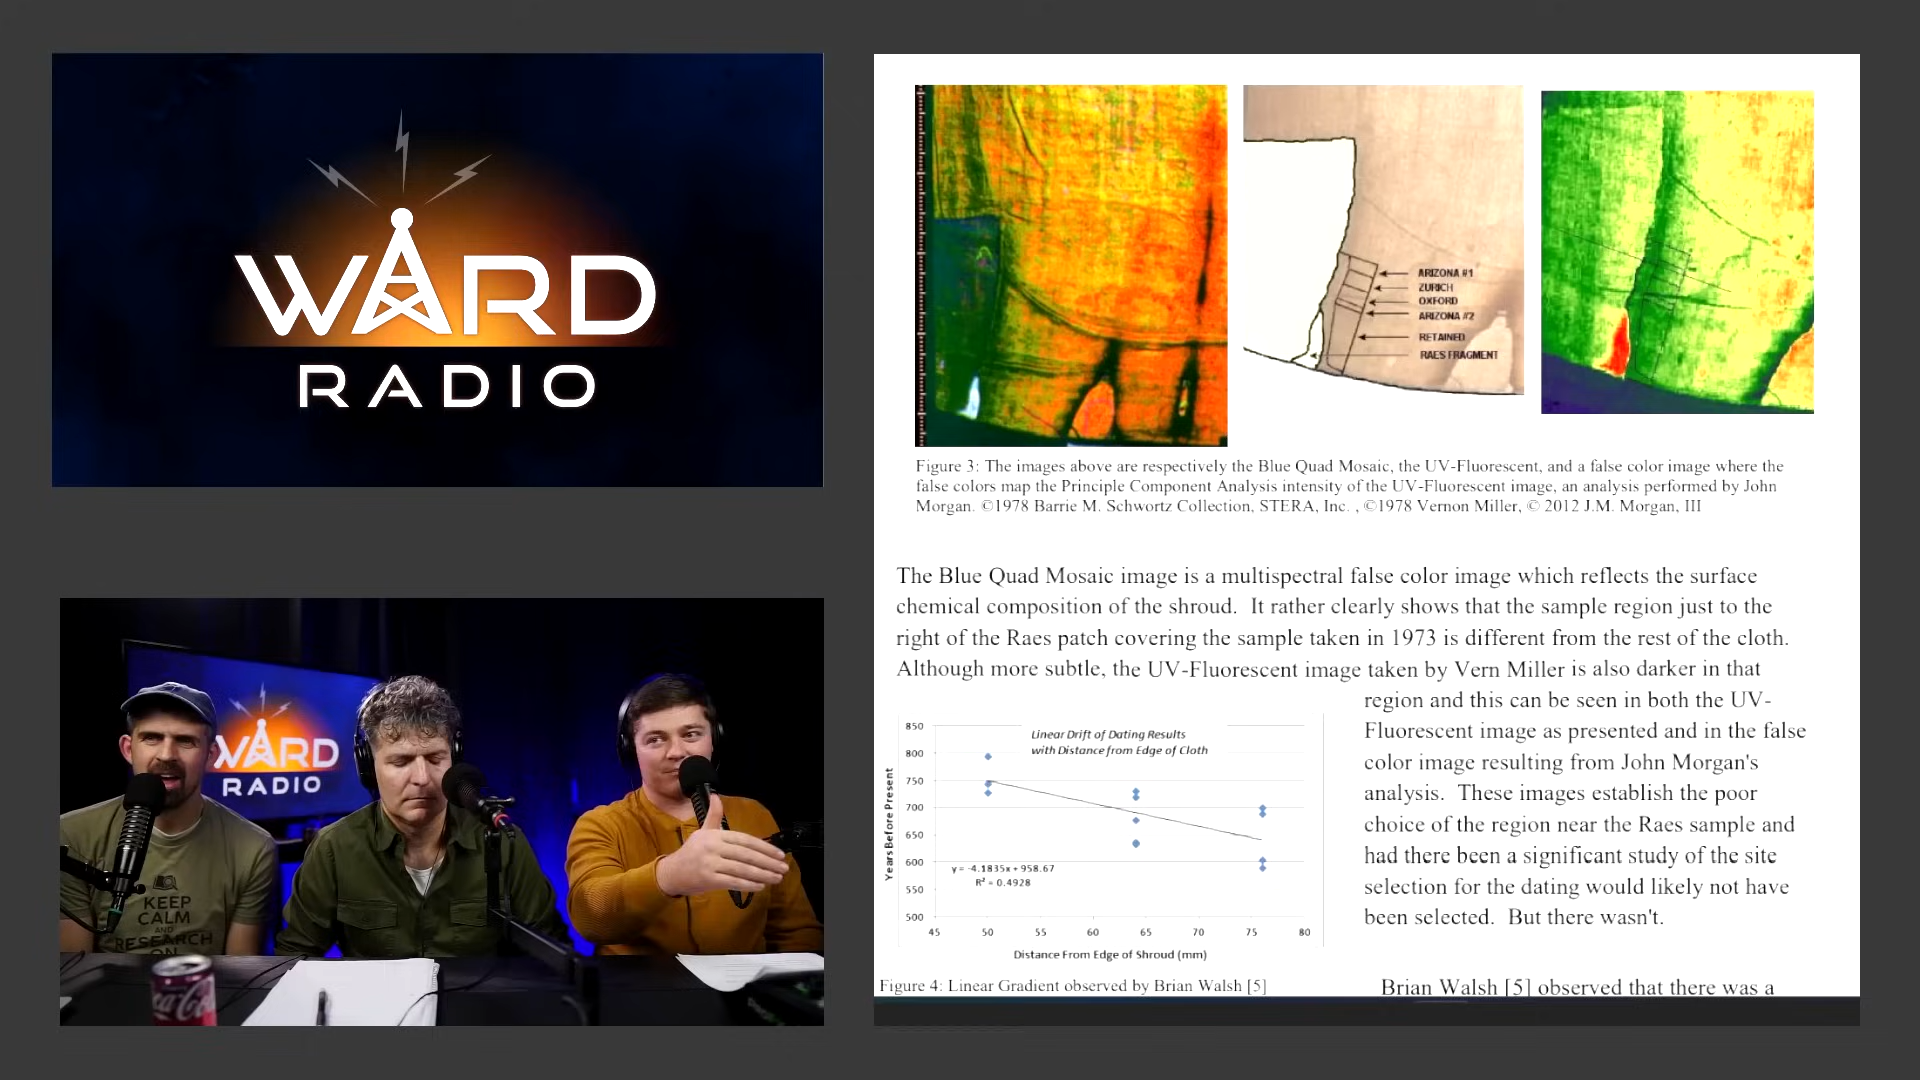 WARD
RADIO
WARD
RADIO
KEEP
CALM
AND
RESEARCH
ON
ARIZONA #1
ZURICH
OXFORD
ARIZONA #2
RETAINED
RAES FRAGMENT
Figure 3: The images above are respectively the Blue Quad Mosaic, the UV-Fluorescent, and a false color image where the
false colors map the Principle Component Analysis intensity of the UV-Fluorescent image, an analysis performed by John
Morgan. ©1978 Barrie M. Schwortz Collection, STERA, Inc. , ©1978 Vernon Miller, © 2012 J.M. Morgan, III
The Blue Quad Mosaic image is a multispectral false color image which reflects the surface
chemical composition of the shroud. It rather clearly shows that the sample region just to the
right of the Raes patch covering the sample taken in 1973 is different from the rest of the cloth.
Although more subtle, the UV-Fluorescent image taken by Vern Miller is also darker in that
region and this can be seen in both the UV-
Fluorescent image as presented and in the false
color image resulting from John Morgan's
analysis. These images establish the poor
choice of the region near the Raes sample and
had there been a significant study of the site
selection for the dating would likely not have
been selected. But there wasn't.
Linear Drift of Dating Results
with Distance from Edge of Cloth
Years Before Present
850
800
750
700
650
600
550
500
y = -4.1835x + 958.67
R² = 0.4928
45 50 55 60 65 70 75 80
Distance From Edge of Shroud (mm)
Figure 4: Linear Gradient observed by Brian Walsh [5]
Brian Walsh [5] observed that there was a